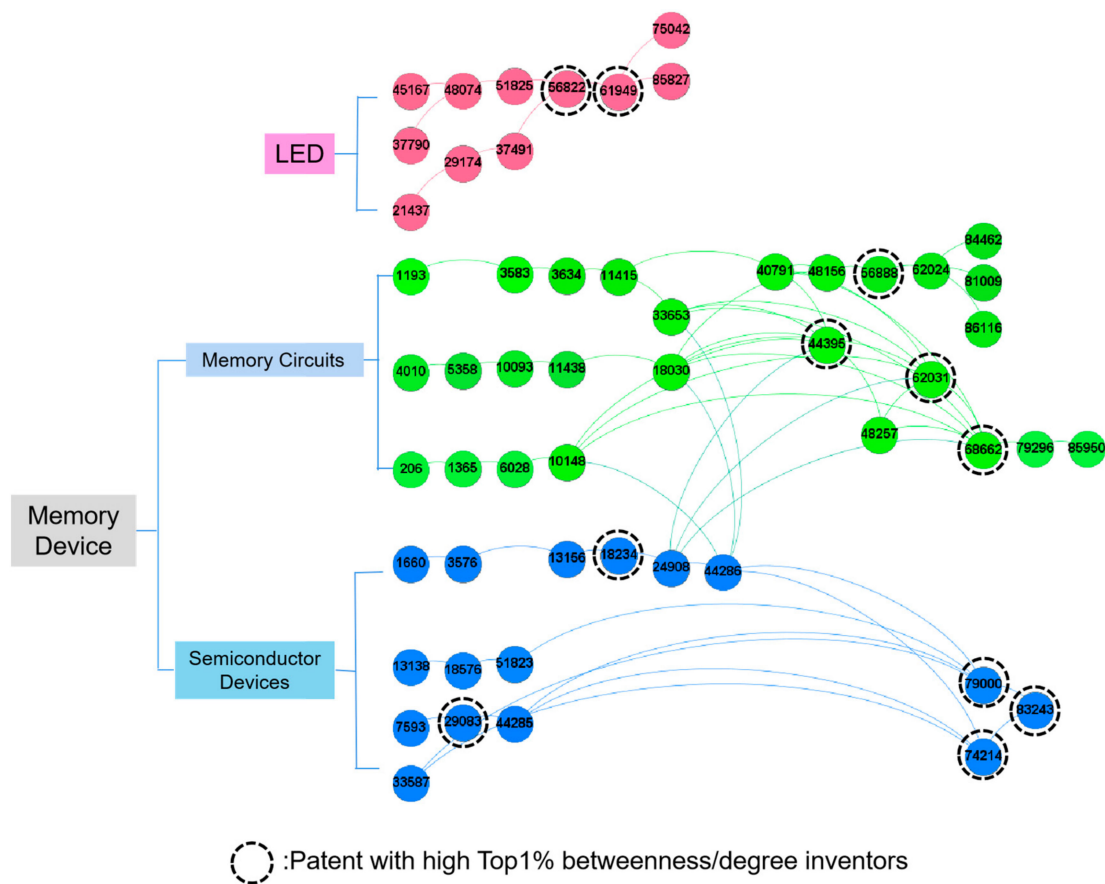 75042
45167 48074 51825 56822 61949 85827
37790
LED
29174 37491
21437
84462
1193 3583 3634 11415 40791 48156 56888 62024
81009
33653
86116
Memory Circuits
44395
4010 5358 10093 11438 18030
62031
48257
206 1365 6028 10148 68662 79296 85950
Memory
Device
1660 3576 13156 18234 24908 44286
Semiconductor
Devices
13138 18576 51823
79000
83243
7593 29083 44285
74214
33587
:Patent with high Top1% betweenness/degree inventors